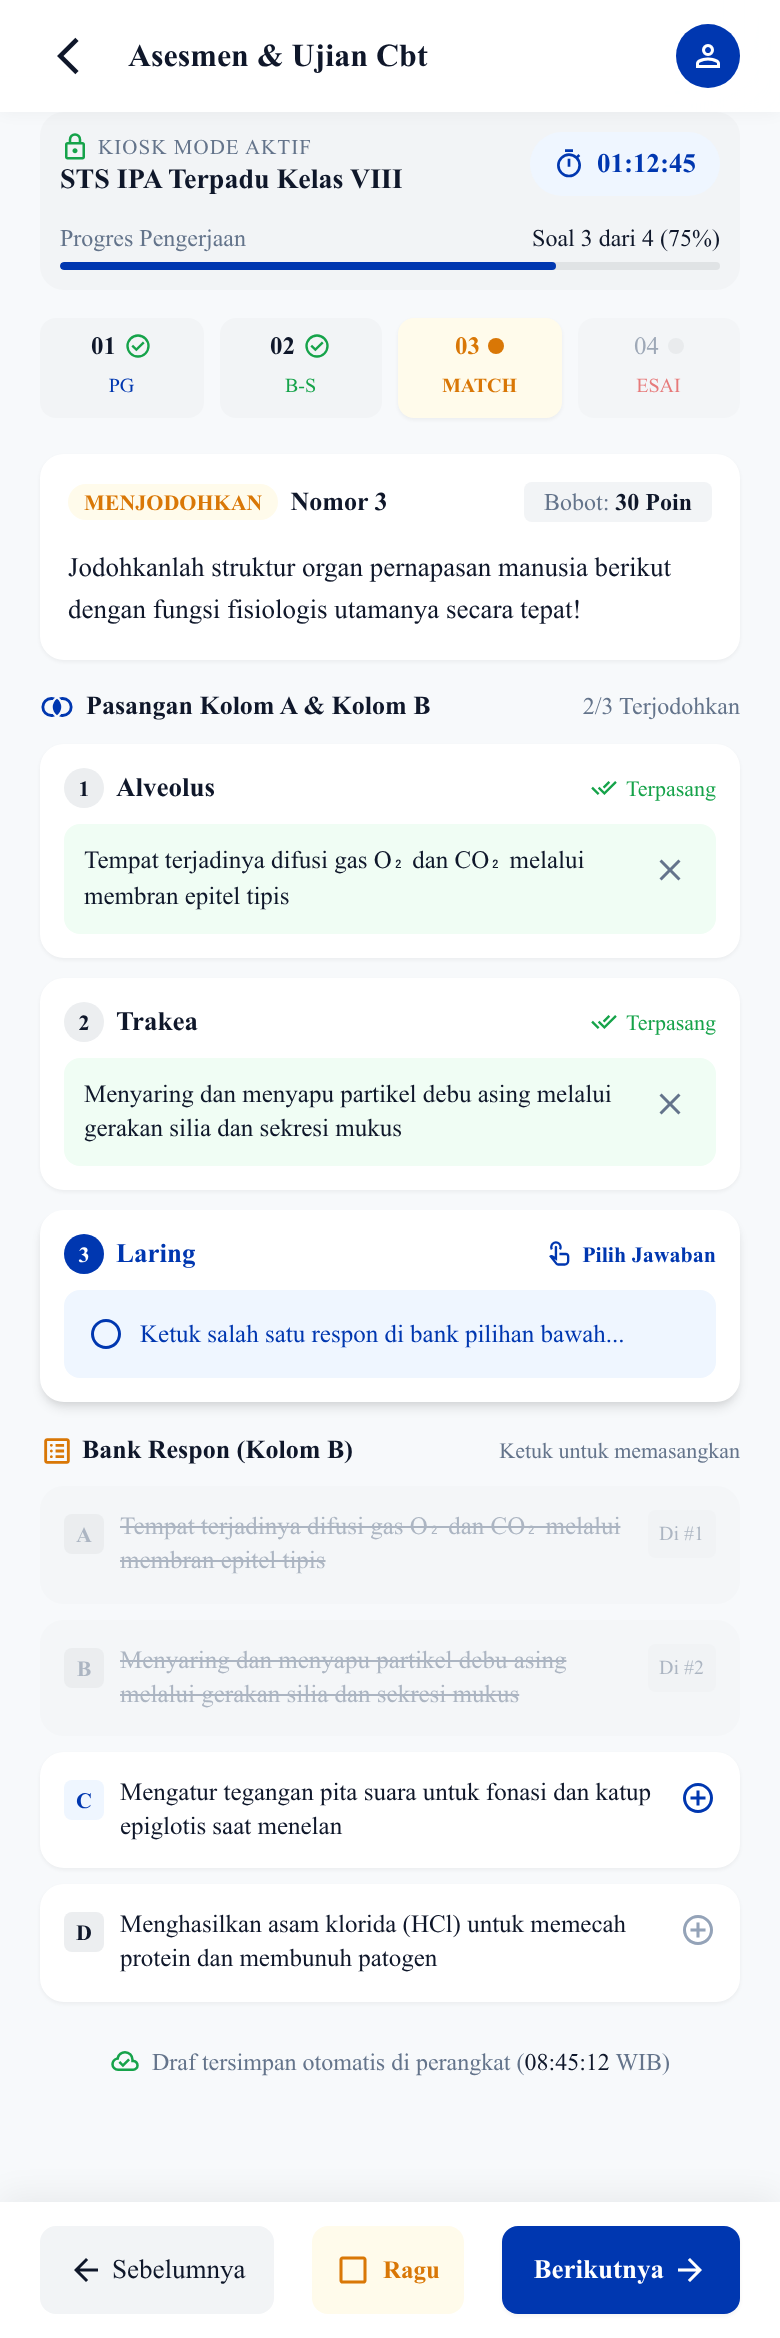 Asesmen & Ujian Cbt
KIOSK MODE AKTIF
STS IPA Terpadu Kelas VIII
01:12:45
Progres Pengerjaan
Soal 3 dari 4 (75%)
01
PG
02
B-S
03
MATCH
04
ESAI
MENJODOHKAN
Nomor 3
Bobot: 30 Poin
Jodohkanlah struktur organ pernapasan manusia berikut
dengan fungsi fisiologis utamanya secara tepat!
Pasangan Kolom A & Kolom B
2/3 Terjodohkan
1
Alveolus
Terpasang
Tempat terjadinya difusi gas O₂ dan CO₂ melalui
membran epitel tipis
2
Trakea
Terpasang
Menyaring dan menyapu partikel debu asing melalui
gerakan silia dan sekresi mukus
3
Laring
Pilih Jawaban
Ketuk salah satu respon di bank pilihan bawah...
Bank Respon (Kolom B)
Ketuk untuk memasangkan
A
Tempat terjadinya difusi gas O₂ dan CO₂ melalui
membran epitel tipis
Di #1
B
Menyaring dan menyapu partikel debu asing
melalui gerakan silia dan sekresi mukus
Di #2
C
Mengatur tegangan pita suara untuk fonasi dan katup
epiglotis saat menelan
D
Menghasilkan asam klorida (HCl) untuk memecah
protein dan membunuh patogen
Draf tersimpan otomatis di perangkat (08:45:12 WIB)
Sebelumnya
Ragu
Berikutnya